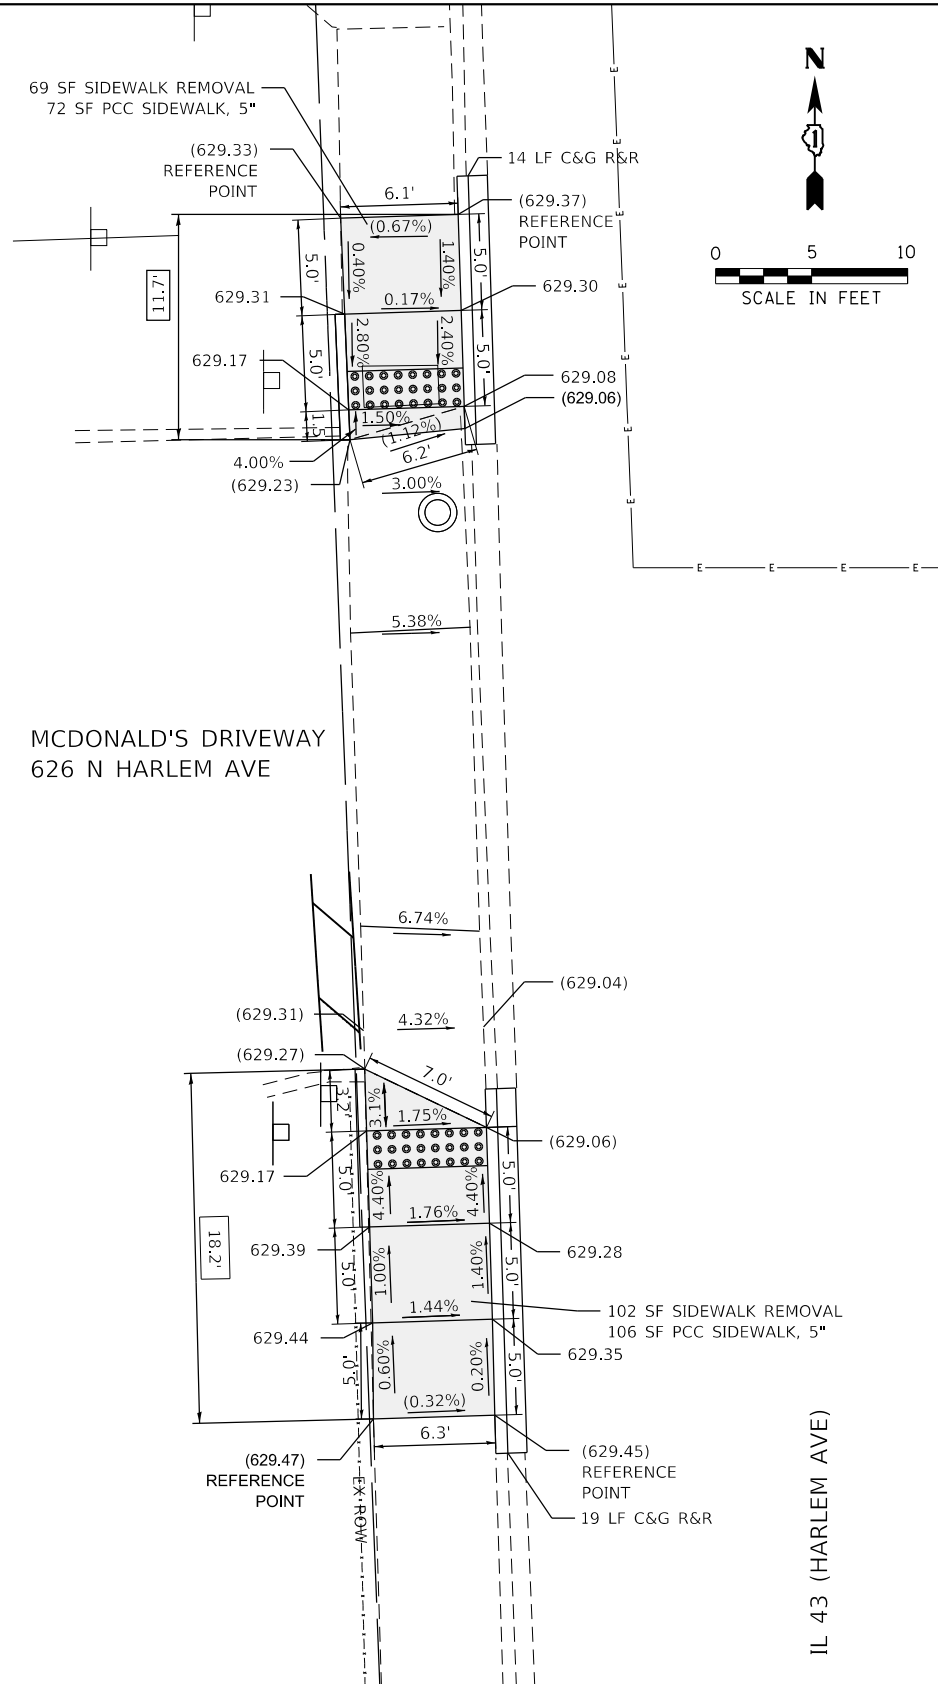 69 SF SIDEWALK REMOVAL
72 SF PCC SIDEWALK, 5"
(629.33)
REFERENCE
POINT
14 LF C&G R&R
(629.37)
REFERENCE
POINT
N
1
0 5 10
SCALE IN FEET
6.1'
(0.67%)
0.40%
1.40%
5.0'
5.0'
11.7'
629.31
0.17%
629.30
2.80%
2.40%
5.0'
5.0'
629.17
629.08
(629.06)
1.5'
1.50%
(1.12%)
4.00%
(629.23)
6.2'
3.00%
E
E
E
E
E
E
E
E
E
E
5.38%
MCDONALD'S DRIVEWAY
626 N HARLEM AVE
6.74%
(629.04)
(629.31)
4.32%
(629.27)
7.0'
3.2'
3.1%
1.75%
(629.06)
629.17
5.0'
5.0'
4.40%
4.40%
1.76%
18.2'
629.39
629.28
5.0'
5.0'
1.00%
1.40%
1.44%
102 SF SIDEWALK REMOVAL
106 SF PCC SIDEWALK, 5"
629.44
629.35
5.0'
5.0'
0.60%
0.20%
(0.32%)
6.3'
(629.47)
REFERENCE
POINT
(629.45)
REFERENCE
POINT
19 LF C&G R&R
EX ROW
IL 43 (HARLEM AVE)